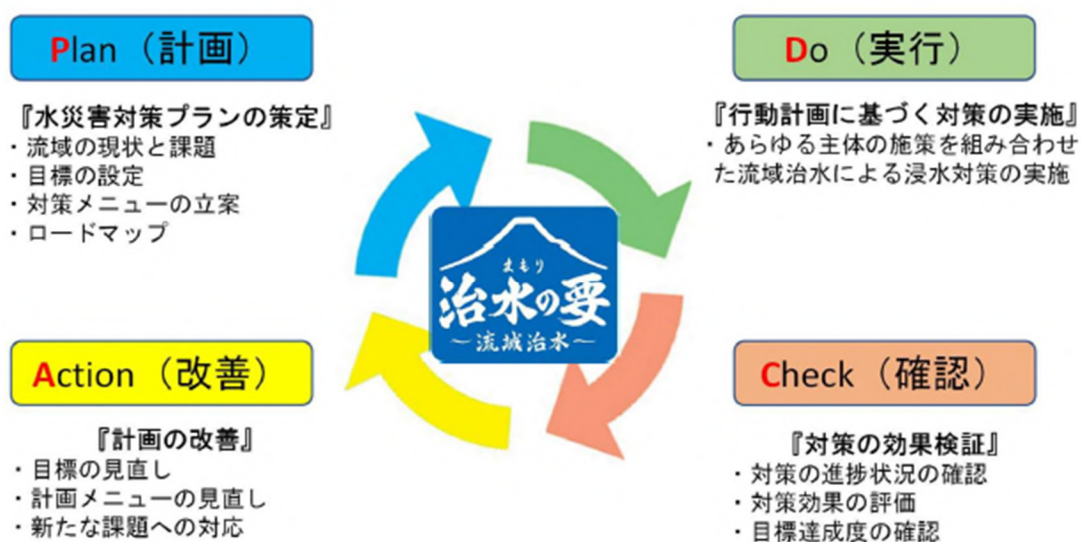 Plan（計画）
『水災害対策プランの策定』
・流域の現状と課題
・目標の設定
・対策メニューの立案
・ロードマップ
Do（実行）
『行動計画に基づく対策の実施』
・あらゆる主体の施策を組み合わせ
た流域治水による浸水対策の実施
まもり
治水の要
～流域治水～
Action（改善）
『計画の改善』
・目標の見直し
・計画メニューの見直し
・新たな課題への対応
Check（確認）
『対策の効果検証』
・対策の進捗状況の確認
・対策効果の評価
・目標達成度の確認